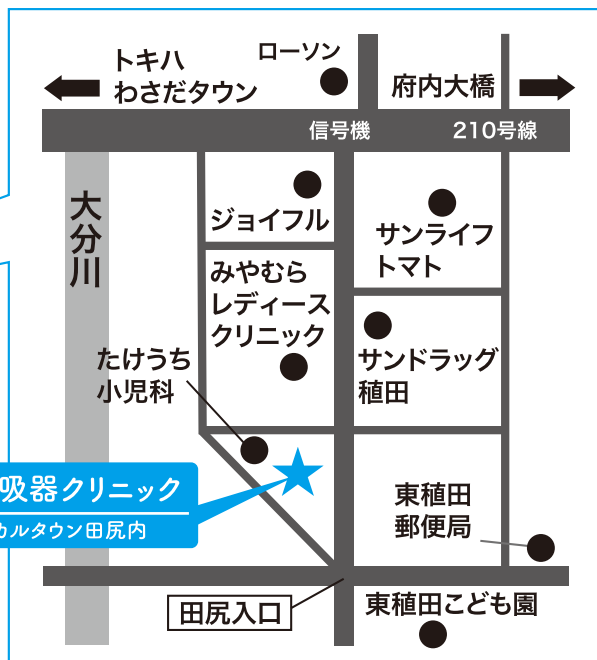 ローソン
トキハ
わさだタウン
府内大橋
信号機
210号線
大分川
ジョイフル
サンライフ
トマト
みやむら
レディース
クリニック
たけうち
小児科
サンドラッグ
稙田
吸器クリニック
カルタウン田尻内
東稙田
郵便局
田尻入口
東稙田こども園